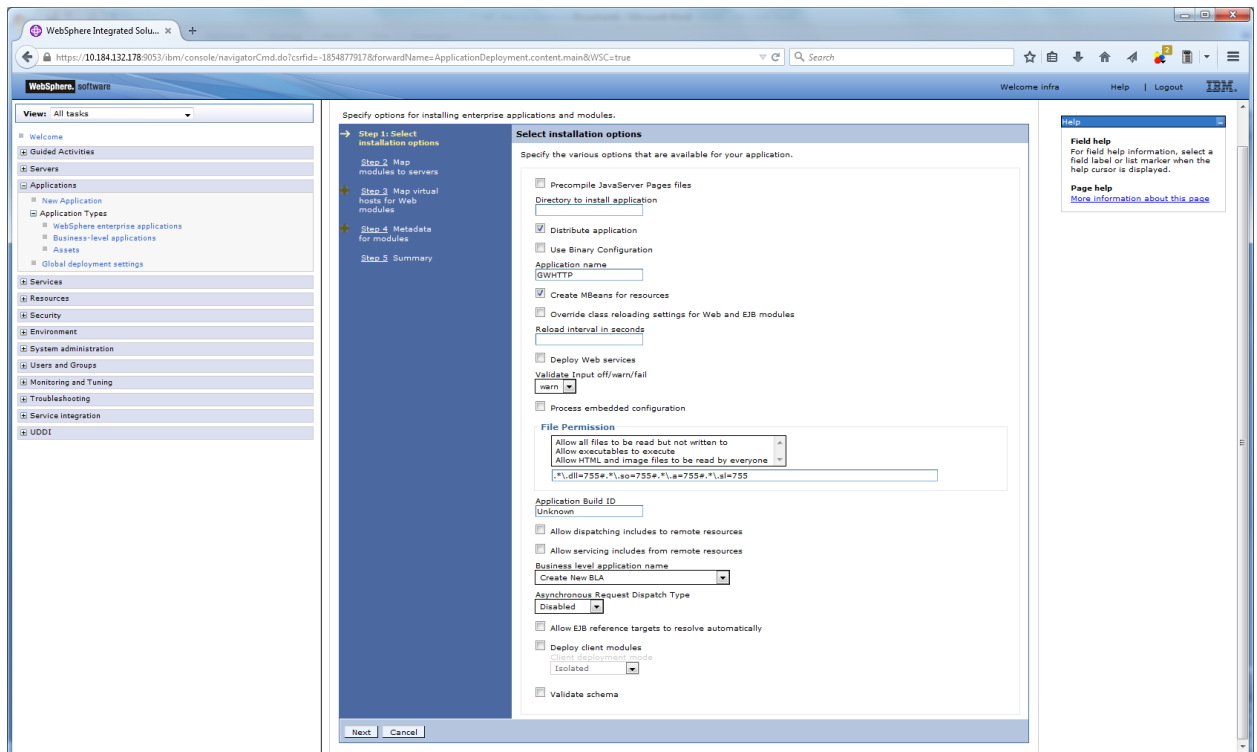 WebSphere Integrated Solu... × +
https://10.184.132.178:9053/ibm/console/navigatorCmd.do?csrfid=-1854877917&forwardName=ApplicationDeployment.content.main&WSC=true
Search
2
WebSphere. software
Welcome infra
Help | Logout
IBM.
View: All tasks
Welcome
Guided Activities
Servers
Applications
New Application
Application Types
WebSphere enterprise applications
Business-level applications
Assets
Global deployment settings
Services
Resources
Security
Environment
System administration
Users and Groups
Monitoring and Tuning
Troubleshooting
Service integration
UDDI
Specify options for installing enterprise applications and modules.
Step 1: Select
installation options
Step 2 Map
modules to servers
Step 3 Map virtual
hosts for Web
modules
Step 4 Metadata
for modules
Step 5 Summary
Select installation options
Specify the various options that are available for your application.
Precompile JavaServer Pages files
Directory to install application
Distribute application
Use Binary Configuration
Application name
GWHTTP
Create MBeans for resources
Override class reloading settings for Web and EJB modules
Reload interval in seconds
Deploy Web services
Validate Input off/warn/fail
warn
Process embedded configuration
File Permission
Allow all files to be read but not written to
Allow executables to execute
Allow HTML and image files to be read by everyone
.*\.dll=755#.*\.so=755#.*\.a=755#.*\.sl=755
Application Build ID
Unknown
Allow dispatching includes to remote resources
Allow servicing includes from remote resources
Business level application name
Create New BLA
Asynchronous Request Dispatch Type
Disabled
Allow EJB reference targets to resolve automatically
Deploy client modules
Client deployment mode
Isolated
Validate schema
Next Cancel
Help
Field help
For field help information, select a
field label or list marker when the
help cursor is displayed.
Page help
More information about this page